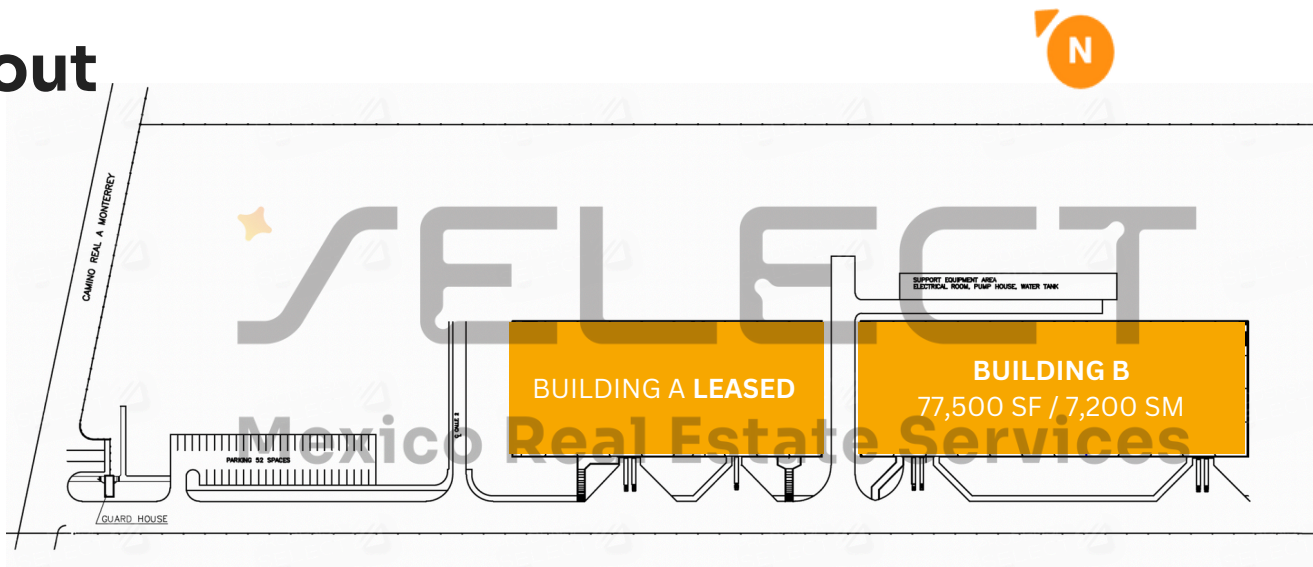 out
N
CAMINO REAL A MONTERREY
SELECT
SUPPORT EQUIPMENT AREA
ELECTRICAL ROOM, PUMP HOUSE, WATER TANK
BUILDING A LEASED
BUILDING B
77,500 SF / 7,200 SM
Mexico Real Estate Services
PARKING 52 SPACES
GUARD HOUSE